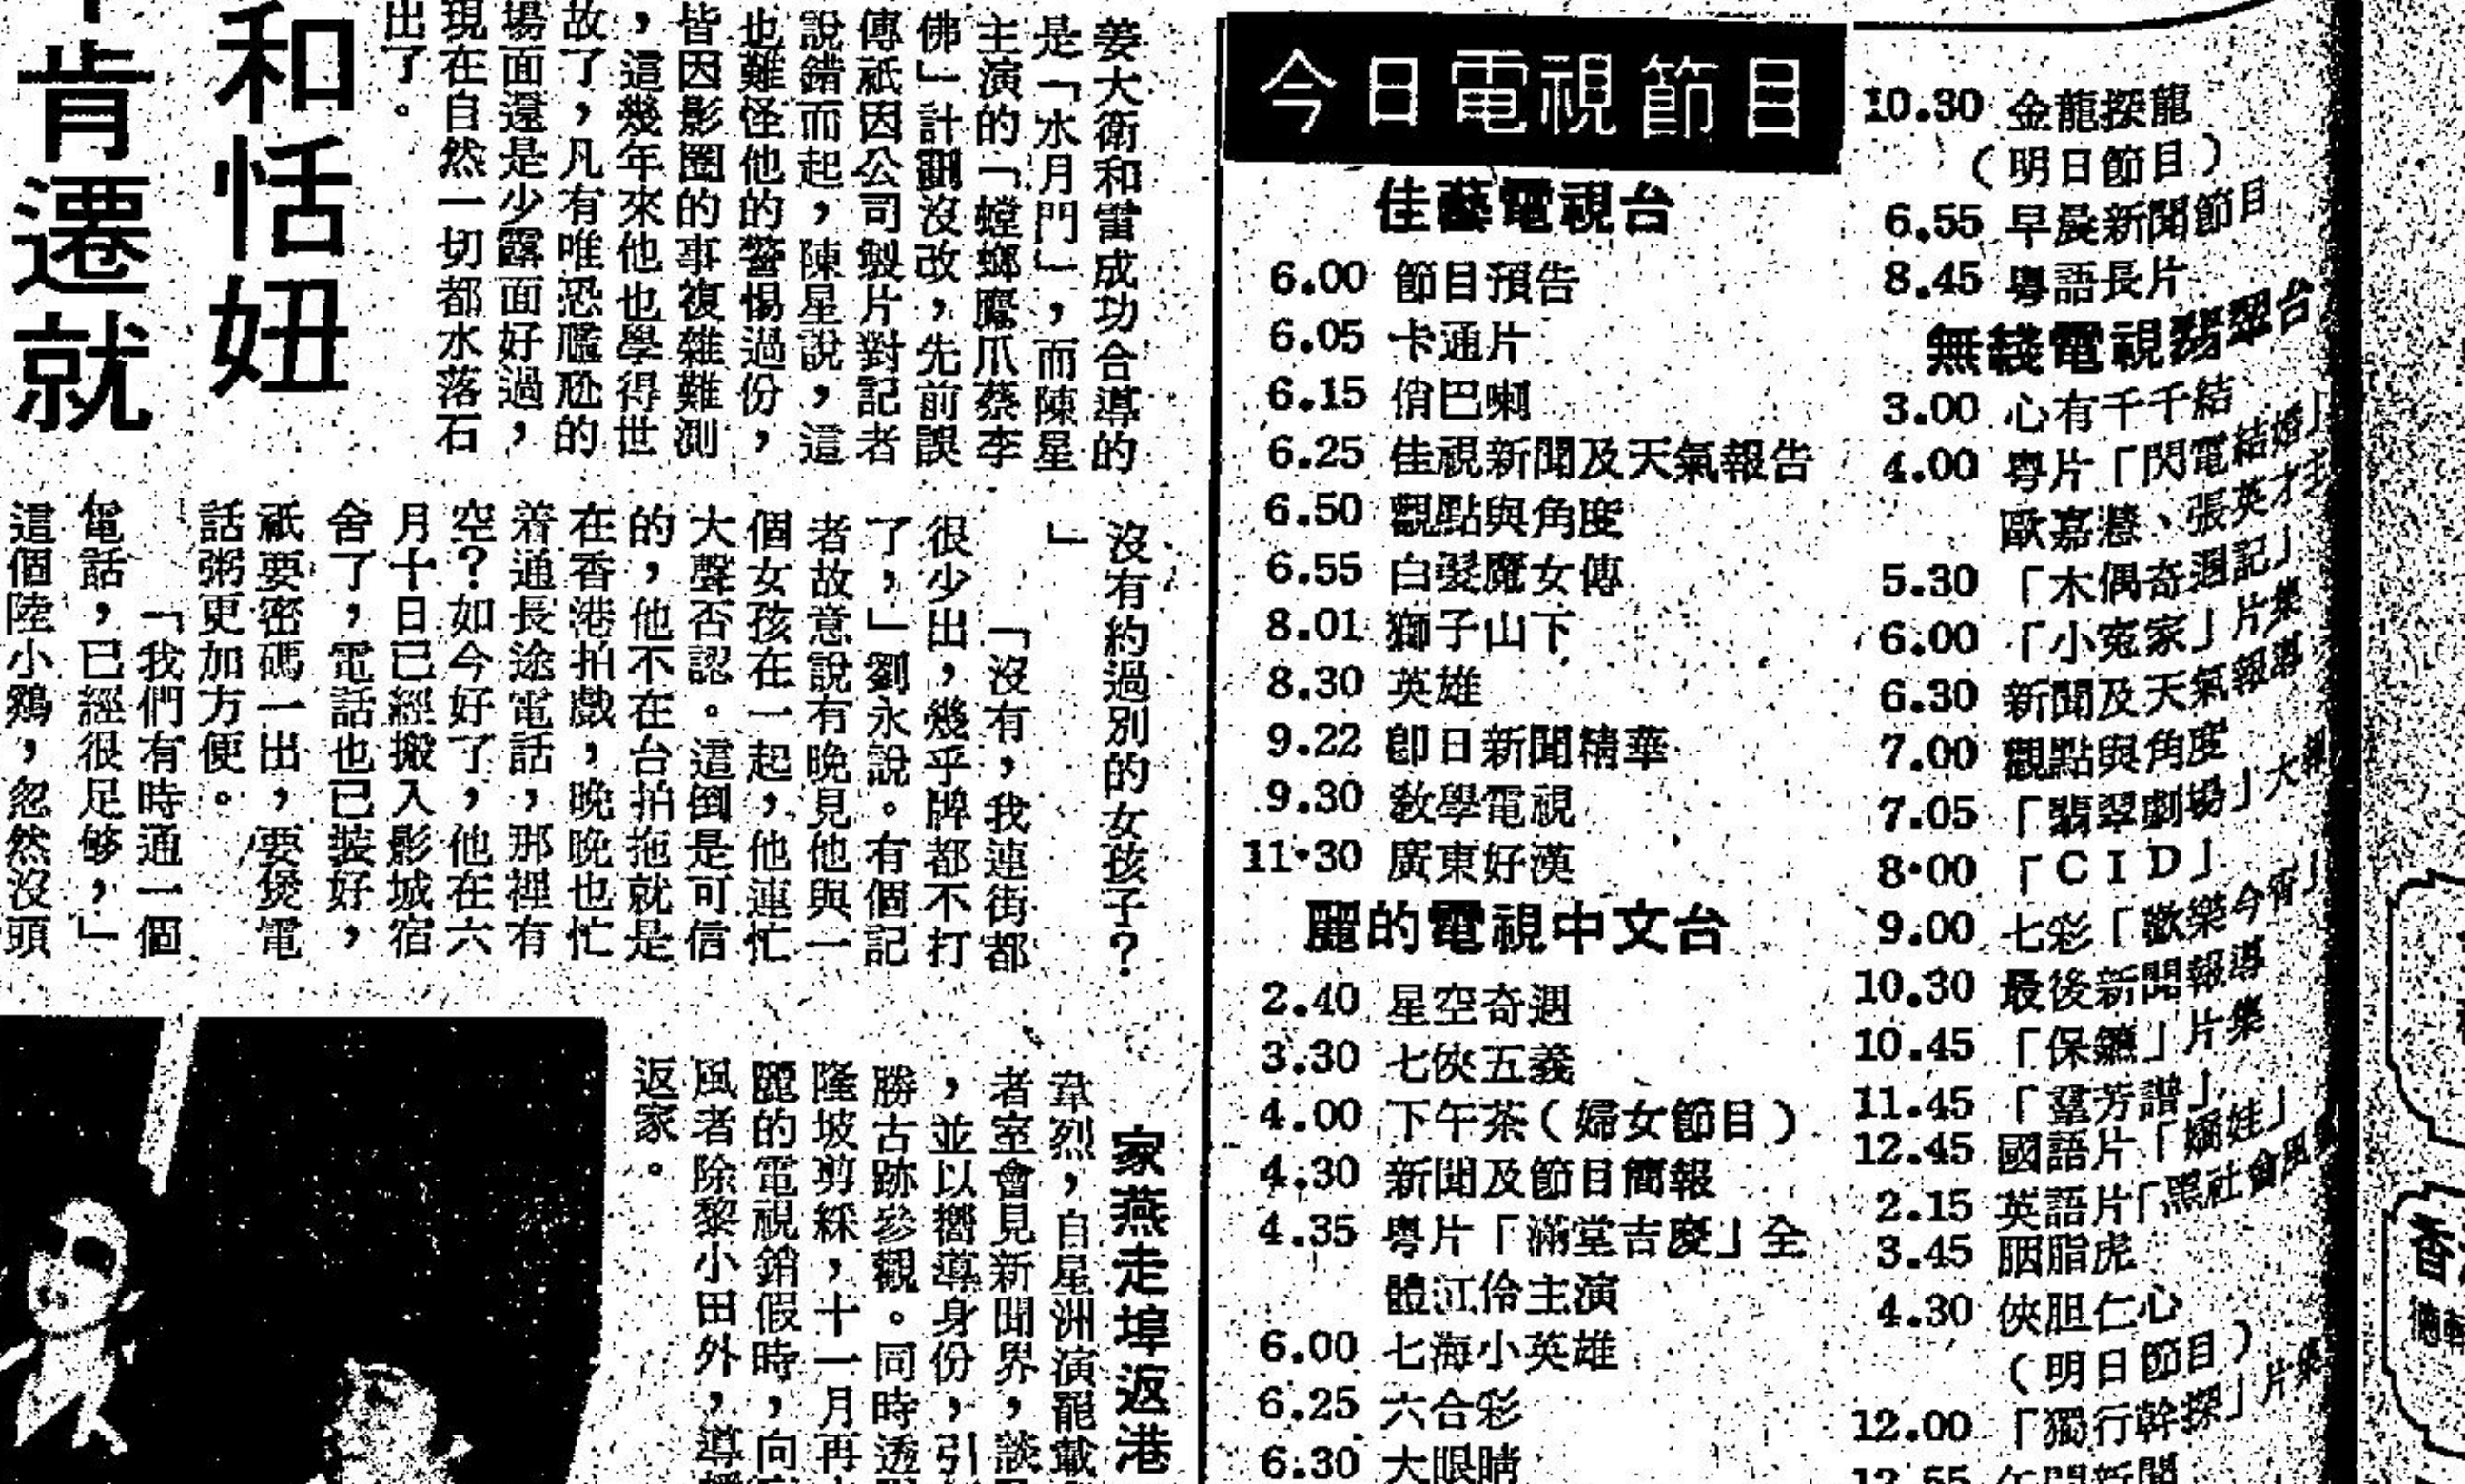 肯遷就
和恬妞
姜大衛和雷成功合導的
是「水月門」，而陳星
主演的「螳螂鷹爪蔡李
佛」計劃沒改，先前誤
傳祇因公司製片對記者
說錯而起，陳星說，這
也難怪他的警惕過份，
皆因影圈的事複雜難測
，這幾年來他也學得世
故了，凡有唯恐尷尬的
場面還是少露面好過，
現在自然一切都水落石
出了。
沒有約過別的女孩子？
」
「沒有，我連街都
很少出，幾乎牌都不打
了，」劉永說。有個記
者故意說有晚見他與一
個女孩在一起，他連忙
大聲否認。這倒是可信
的，他不在台拍拖就是
在香港拍戲，晚晚也忙
着通長途電話，那裡有
空？如今好了，他在六
月十日已經搬入影城宿
舍了，電話也已裝好，
祇要密碼一出，要煲電
話粥更加方便。
「我們有時通一個
電話，已經很足够，」
這個陸小鷄，忽然沒頭
家燕走埠返港
韋烈，自星洲演罷戴
者室會見新聞界，談
，並以嚮導身份，引
勝古跡參觀。同時透
隆坡剪綵，十一月再
麗的電視銷假時，向
風者除黎小田外，導
返家。
今日電視節目
佳藝電視台
6.00 節目預告
6.05 卡通片
6.15 俏巴喇
6.25 佳視新聞及天氣報告
6.50 觀點與角度
6.55 白髮魔女傳
8.01 獅子山下
8.30 英雄
9.22 即日新聞精華
9.30 教學電視
11.30 廣東好漢
麗的電視中文台
2.40 星空奇遇
3.30 七俠五義
4.00 下午茶（婦女節目）
4.30 新聞及節目簡報
4.35 粵片「滿堂吉慶」全
體江伶主演
6.00 七海小英雄
6.25 六合彩
6.30 大眼睛
10.30 金龍探龍
（明日節目）
6.55 早晨新聞節目
8.45 粵語長片
無綫電視翡翠台
3.00 心有千千結
4.00 粵片「閃電結婚」
歐嘉慧、張英才主
5.30 「木偶奇遇記」
6.00 「小冤家」片集
6.30 新聞及天氣報導
7.00 觀點與角度
7.05 「翡翠劇場」大
8.00 「CID」
9.00 七彩「歡樂今宵」
10.30 最後新聞報導
10.45 「保鑣」片集
11.45 「羣芳譜」
12.45 國語片「嬌娃」
2.15 英語片「黑社會風
3.45 胭脂虎
4.30 俠胆仁心
（明日節目）
12.00 「獨行幹探」片集
12.55 午間新聞
香